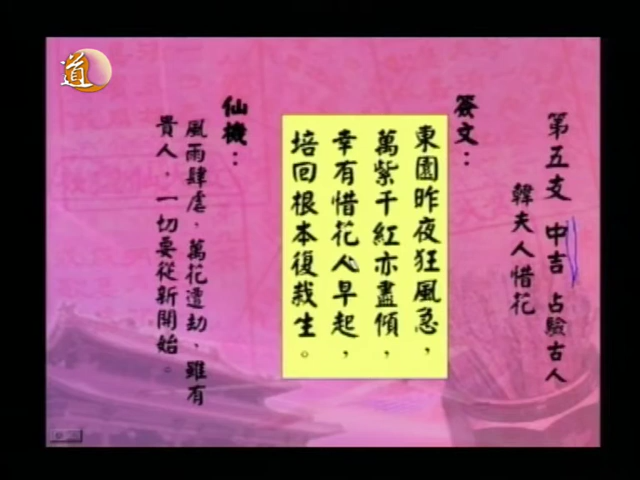 道
第五支 中吉 占驗古人
韓夫人惜花
簽文：
東園昨夜狂風急，
萬紫千紅亦盡傾，
幸有惜花人早起，
培回根本復栽生。
仙機：
風雨肆虐、萬花遭劫、雖有
貴人，一切要從新開始。